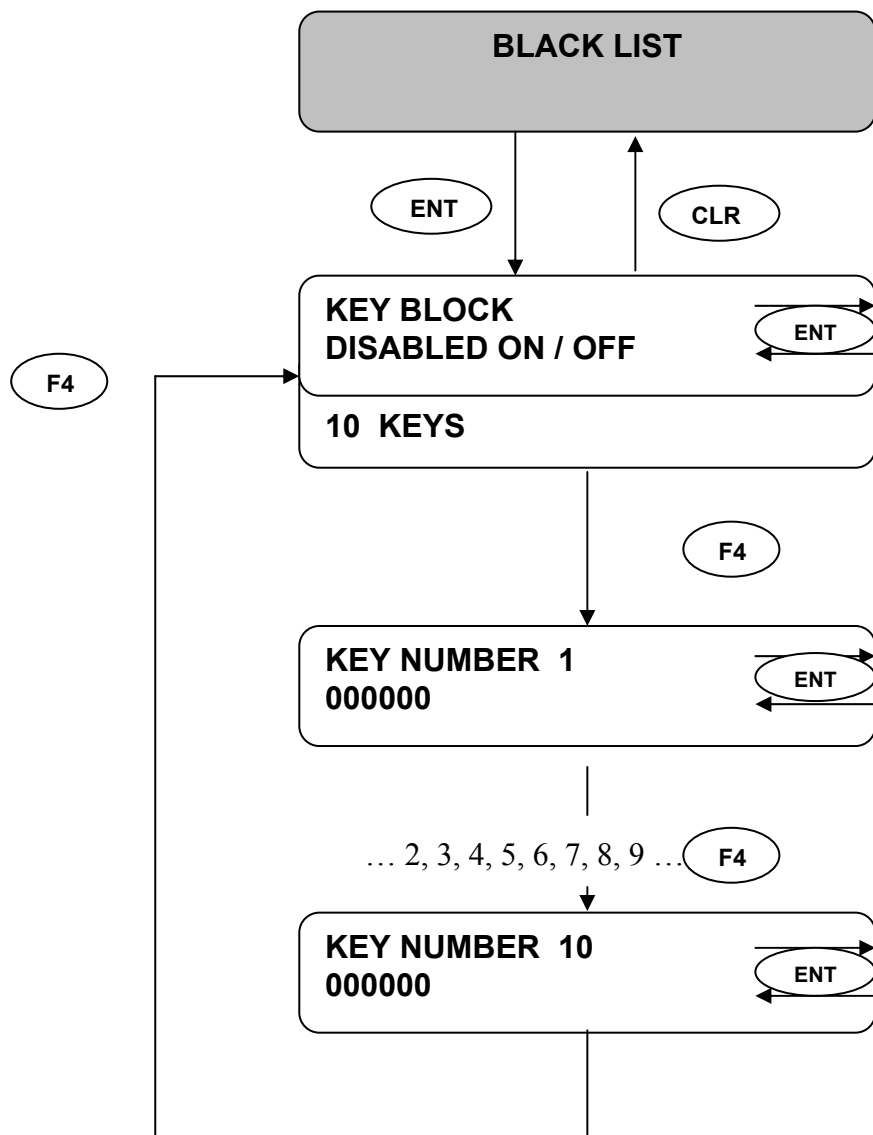 BLACK LIST
ENT
CLR
KEY BLOCK
DISABLED ON / OFF
ENT
F4
10 KEYS
F4
KEY NUMBER 1
000000
ENT
… 2, 3, 4, 5, 6, 7, 8, 9 …
F4
KEY NUMBER 10
000000
ENT